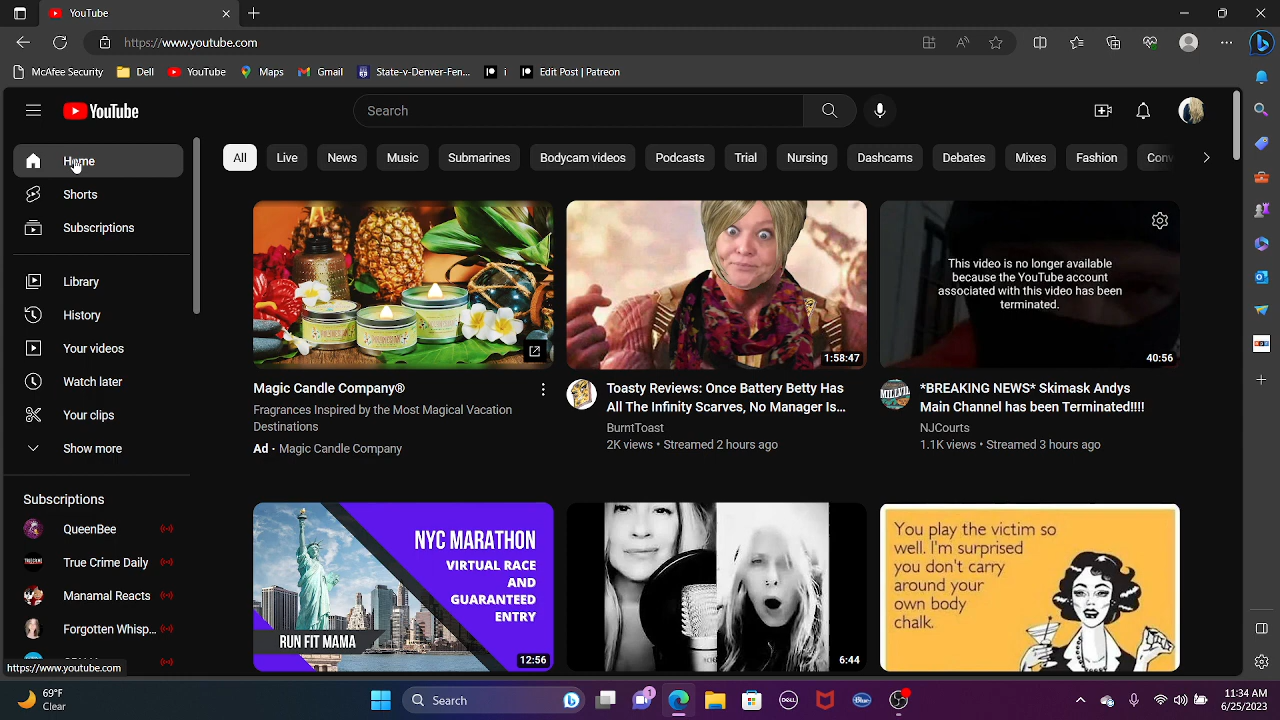 YouTube
https://www.youtube.com
McAfee Security
Dell
YouTube
Maps
Gmail
State-v-Denver-Fen...
i
Edit Post | Patreon
YouTube
Search
Home
Shorts
Subscriptions
Library
History
Your videos
Watch later
Your clips
Show more
Subscriptions
QueenBee
True Crime Daily
Manamal Reacts
Forgotten Whisp...
https://www.youtube.com
All
Live
News
Music
Submarines
Bodycam videos
Podcasts
Trial
Nursing
Dashcams
Debates
Mixes
Fashion
Conv
Magic Candle Company®
Fragrances Inspired by the Most Magical Vacation
Destinations
Ad · Magic Candle Company
1:58:47
Toasty Reviews: Once Battery Betty Has
All The Infinity Scarves, No Manager Is...
BurntToast
2K views • Streamed 2 hours ago
This video is no longer available
because the YouTube account
associated with this video has been
terminated.
40:56
MILLVIL
*BREAKING NEWS* Skimask Andys
Main Channel has been Terminated!!!!
NJCourts
1.1K views • Streamed 3 hours ago
NYC MARATHON
VIRTUAL RACE
AND
GUARANTEED
ENTRY
RUN FIT MAMA
12:56
6:44
You play the victim so
well. I'm surprised
you don't carry
around your
own body
chalk.
69°F
Clear
Search
1
DELL
Blue
11:34 AM
6/25/2023